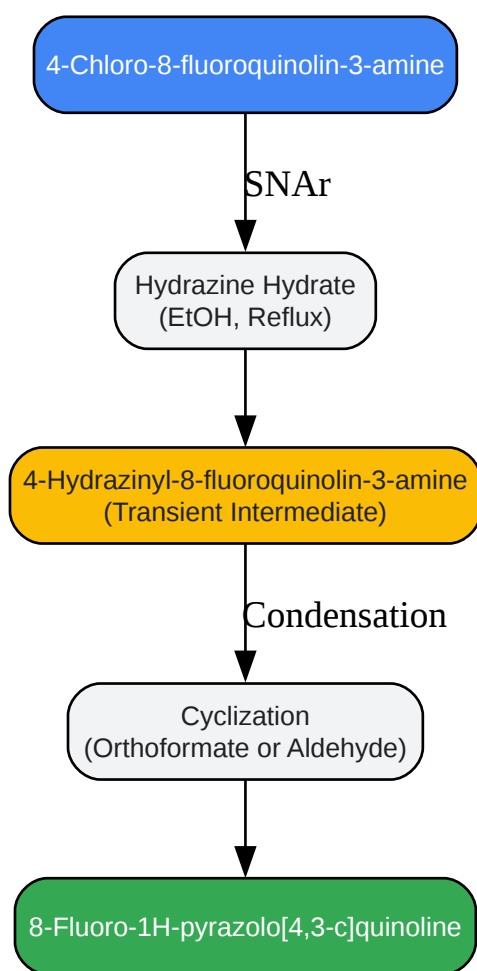 4-Chloro-8-fluoroquinolin-3-amine
SNAr
Hydrazine Hydrate
(EtOH, Reflux)
4-Hydrazinyl-8-fluoroquinolin-3-amine
(Transient Intermediate)
Condensation
Cyclization
(Orthoformate or Aldehyde)
8-Fluoro-1H-pyrazolo[4,3-c]quinoline